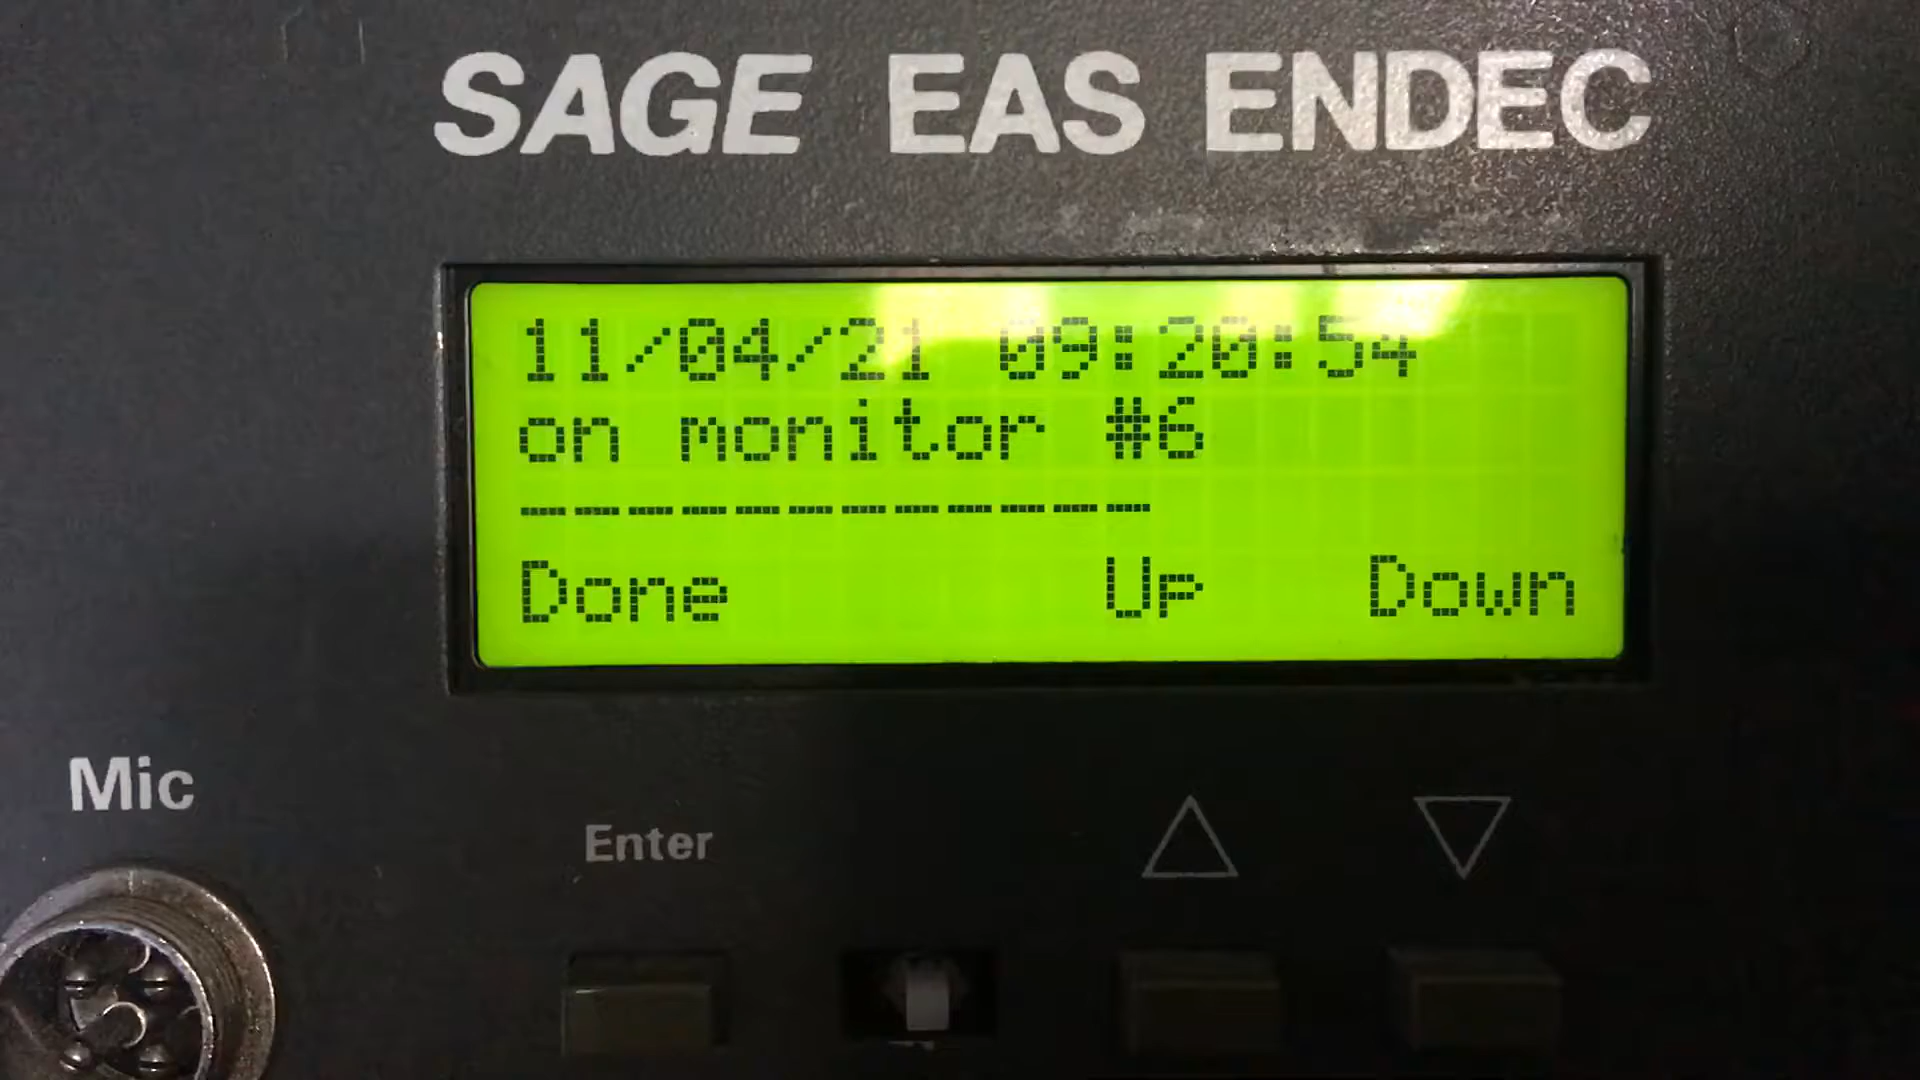 SAGE EAS ENDEC
11/04/21 09:20:54
on monitor #6
------------
Done Up Down
Mic
Enter